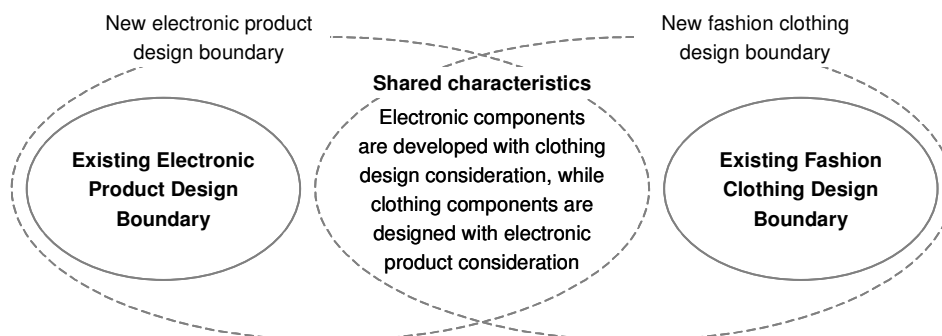 New electronic product
design boundary
New fashion clothing
design boundary
Shared characteristics
Electronic components
are developed with clothing
design consideration, while
clothing components are
designed with electronic
product consideration
Existing Electronic
Product Design
Boundary
Existing Fashion
Clothing Design
Boundary